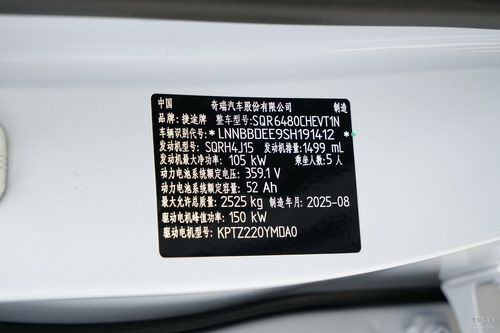 中国 奇瑞汽车股份有限公司 制造
品牌：捷途牌 整车型号：SQR6480CHEVT1N
车辆识别代号：*LNNBBDEE9SH191412*
发动机型号：SQRH4J15 发动机排量：1499 mL
发动机最大净功率：105 kW 乘坐人数：5人
动力电池系统额定电压：359.1V
动力电池系统额定容量：52 Ah
最大允许总质量：2525 kg 制造年月：2025-08
驱动电机峰值功率：150 kW
驱动电机型号：KPTZ220YMDA0